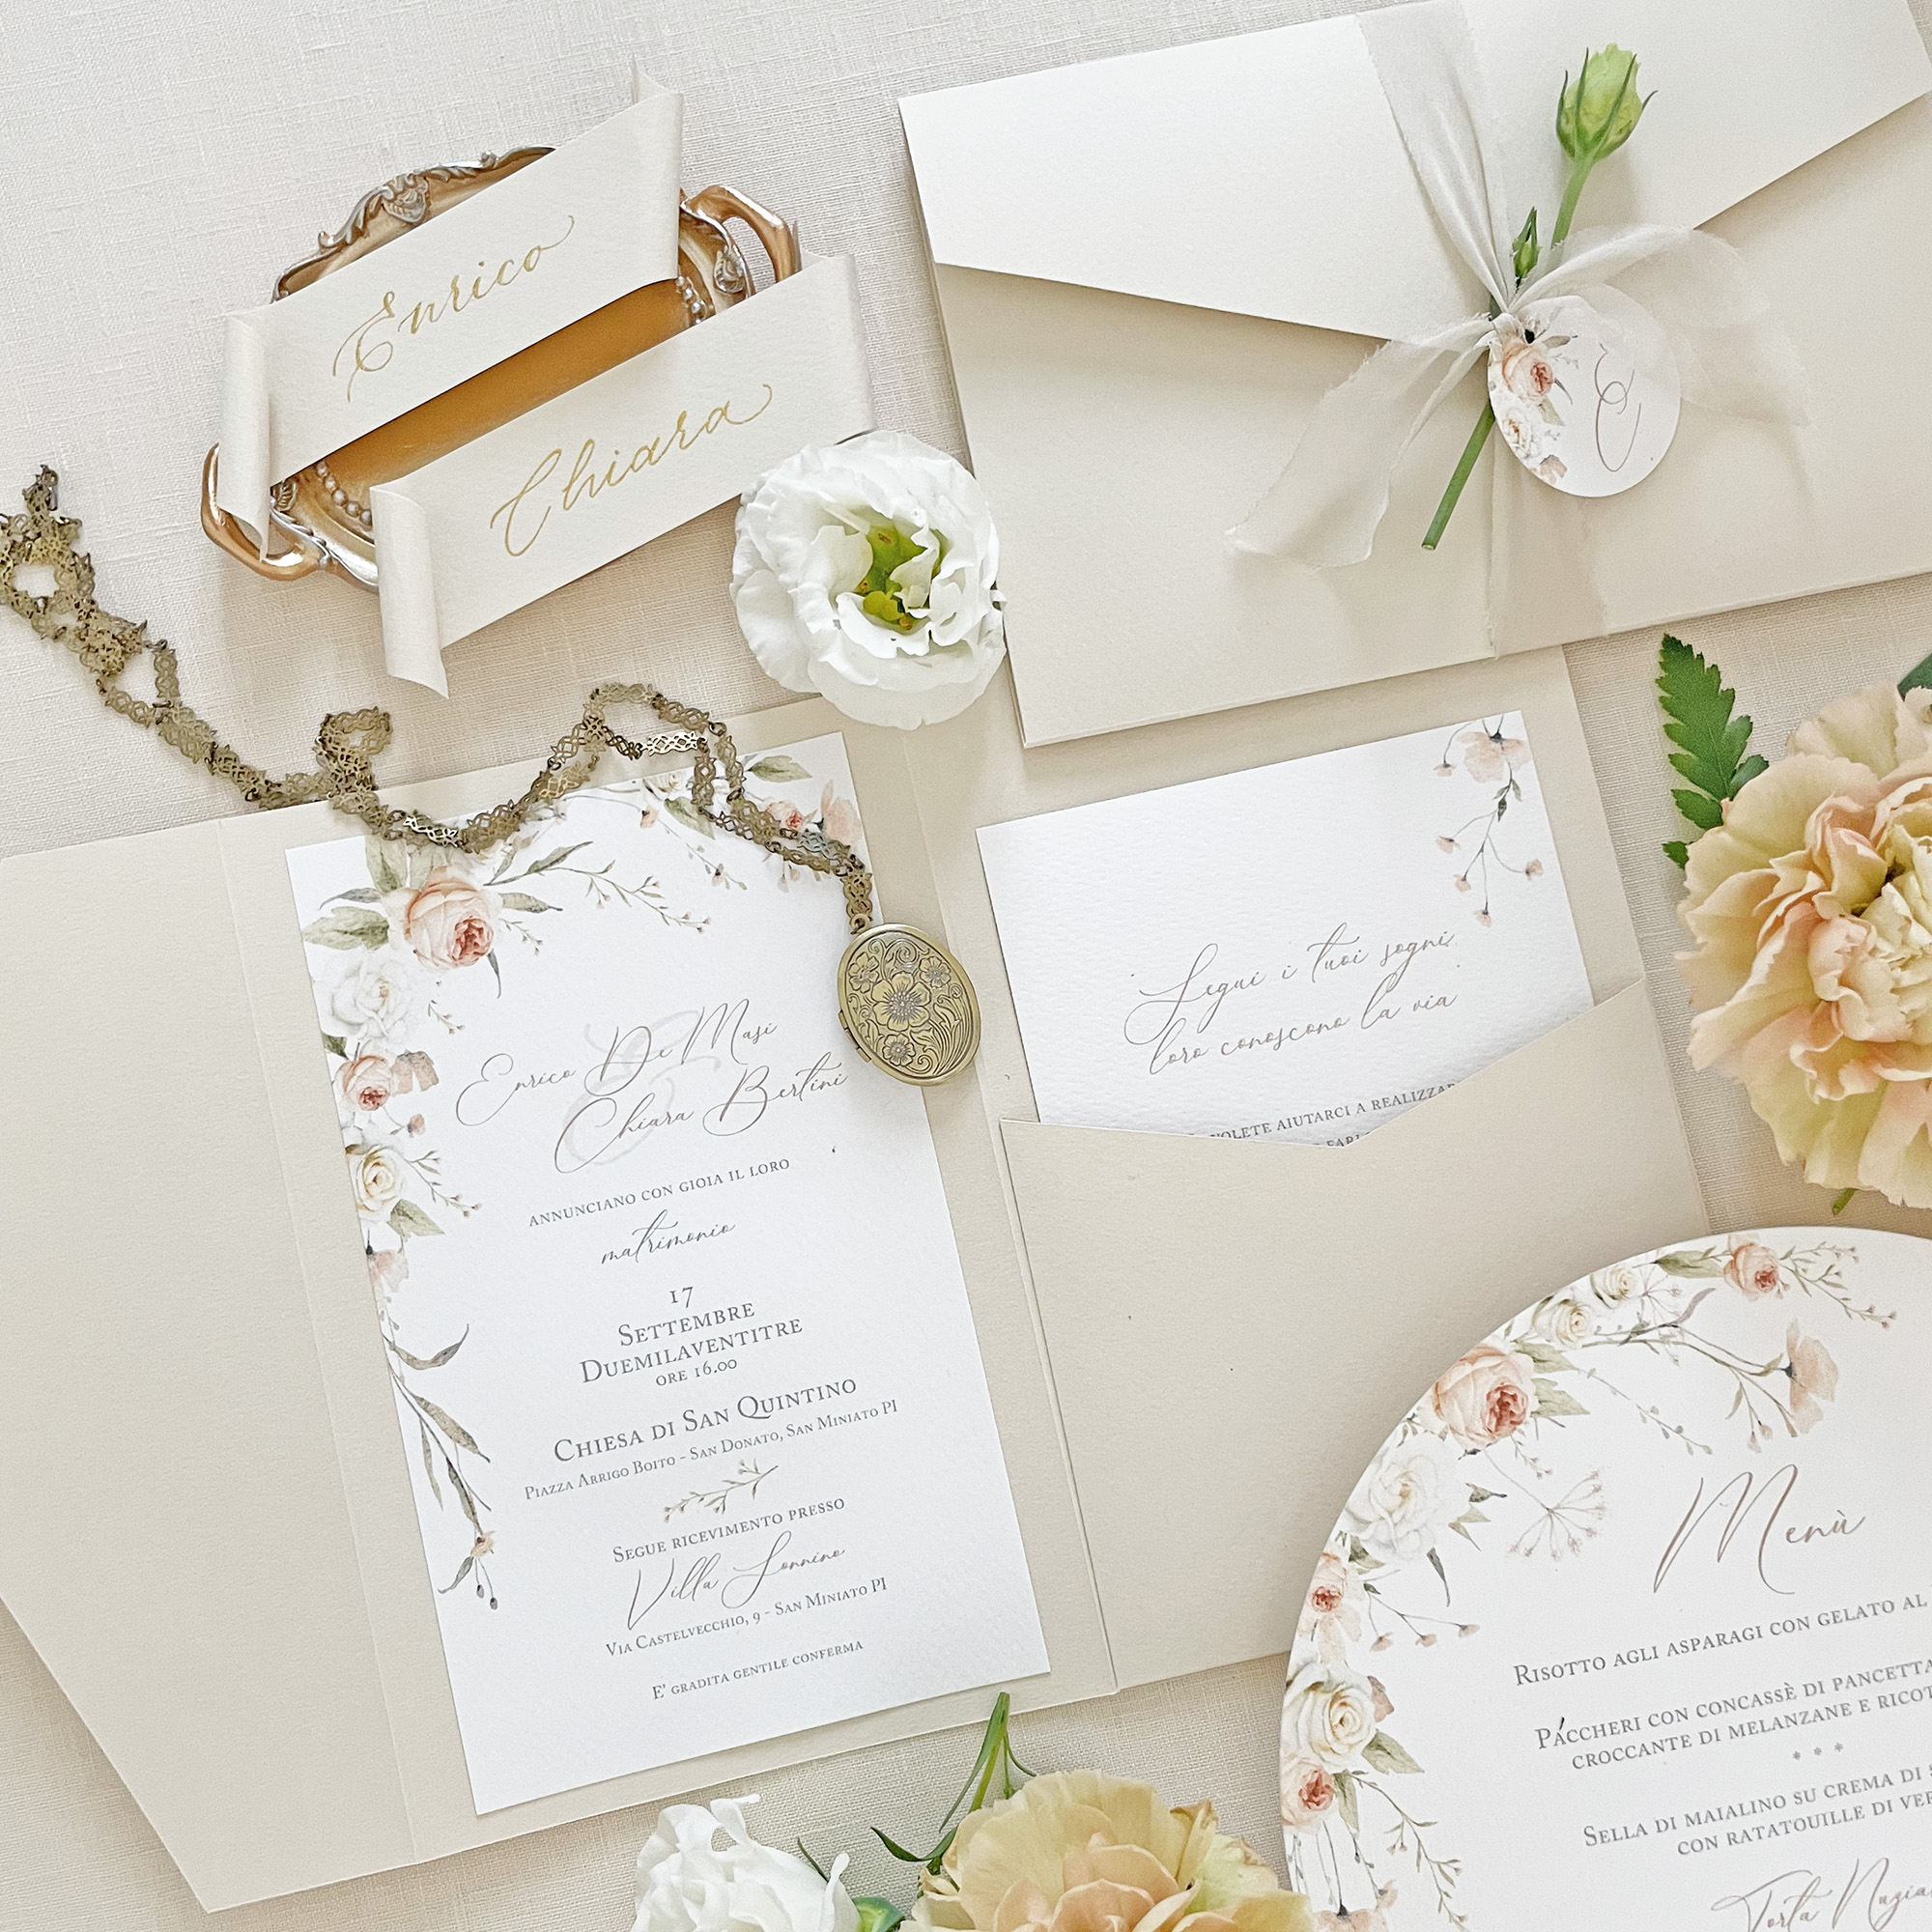 Enrico
Chiara
Enrico De Masi
Chiara Bertini
ANNUNCIANO CON GIOIA IL LORO
matrimonio
17
SETTEMBRE
DUEMILAVENTITRE
ORE 16.00
CHIESA DI SAN QUINTINO
PIAZZA ARRIGO BOITO - SAN DONATO, SAN MINIATO PI
SEGUE RICEVIMENTO PRESSO
Villa Sonnino
VIA CASTELVECCHIO, 9 - SAN MINIATO PI
E' GRADITA GENTILE CONFERMA
Segui i tuoi sogni
loro conoscono la via
AIUTARCI A
Menù
RISOTTO AGLI ASPARAGI CON GELATO AL
PACCHERI CON CONCASSÈ DI PANCETTA
CROCCANTE DI MELANZANE E
* * *
SELLA DI MAIALINO SU CREMA DI
CON RATATOUILLE DI
Torta